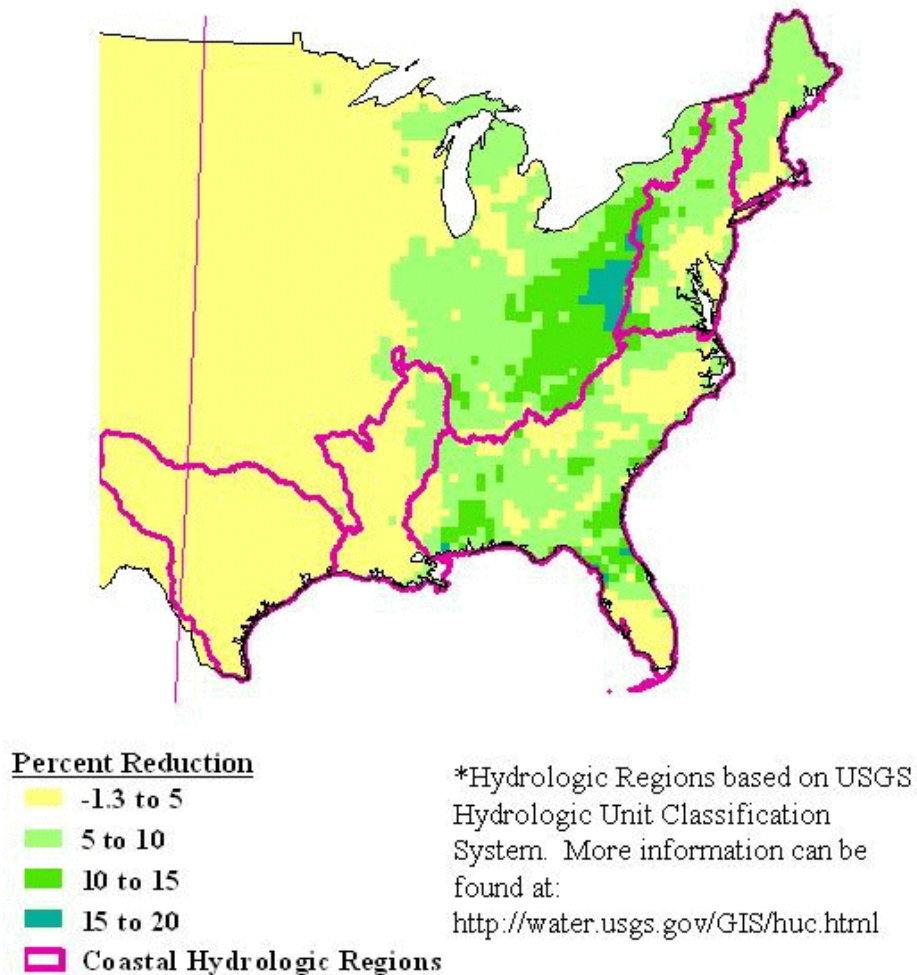 Percent Reduction
-1.3 to 5
5 to 10
10 to 15
15 to 20
Coastal Hydrologic Regions
*Hydrologic Regions based on USGS
Hydrologic Unit Classification
System. More information can be
found at:
http://water.usgs.gov/GIS/huc.html